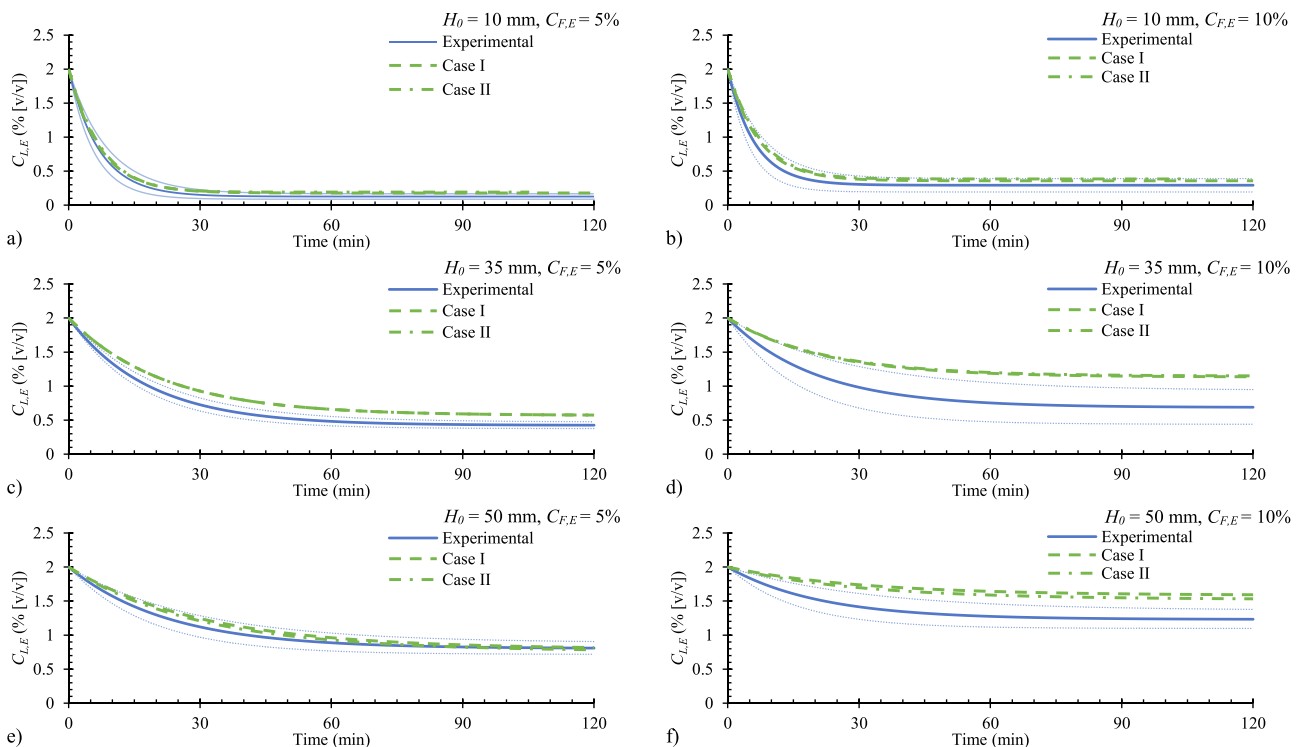 H0 = 10 mm, CF,E = 5%
Experimental
Case I
Case II
2.5
2
1.5
1
0.5
0
CL,E (% [v/v])
0 30 60 90 120
Time (min)
a)
H0 = 10 mm, CF,E = 10%
Experimental
Case I
Case II
2.5
2
1.5
1
0.5
0
CL,E (% [v/v])
0 30 60 90 120
Time (min)
b)
H0 = 35 mm, CF,E = 5%
Experimental
Case I
Case II
2.5
2
1.5
1
0.5
0
CL,E (% [v/v])
0 30 60 90 120
Time (min)
c)
H0 = 35 mm, CF,E = 10%
Experimental
Case I
Case II
2.5
2
1.5
1
0.5
0
CL,E (% [v/v])
0 30 60 90 120
Time (min)
d)
H0 = 50 mm, CF,E = 5%
Experimental
Case I
Case II
2.5
2
1.5
1
0.5
0
CL,E (% [v/v])
0 30 60 90 120
Time (min)
e)
H0 = 50 mm, CF,E = 10%
Experimental
Case I
Case II
2.5
2
1.5
1
0.5
0
CL,E (% [v/v])
0 30 60 90 120
Time (min)
f)